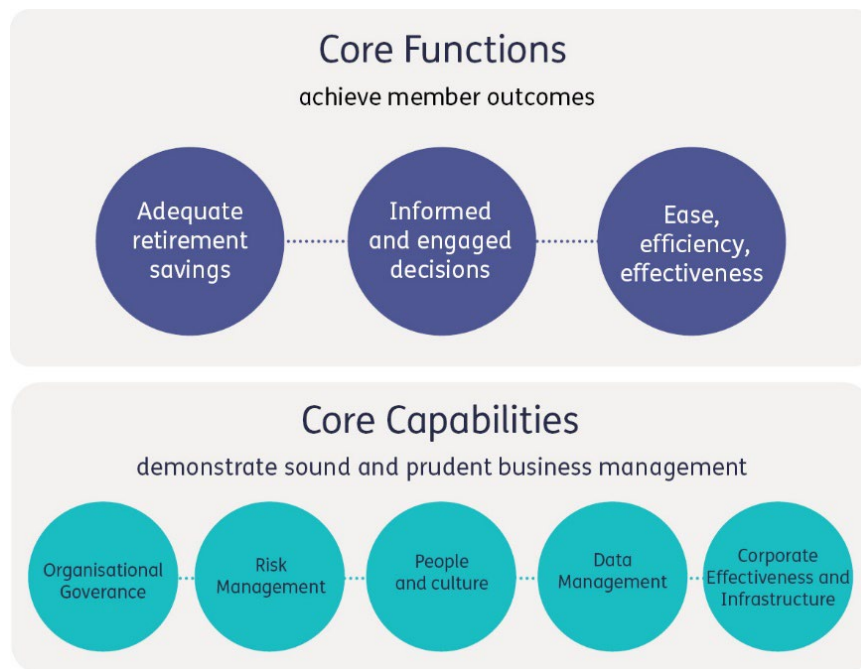 Core Functions
achieve member outcomes
Adequate
retirement
savings
Informed
and engaged
decisions
Ease,
efficiency,
effectiveness
Core Capabilities
demonstrate sound and prudent business management
Organisational
Goverance
Risk
Management
People
and culture
Data
Management
Corporate
Effectiveness and
Infrastructure